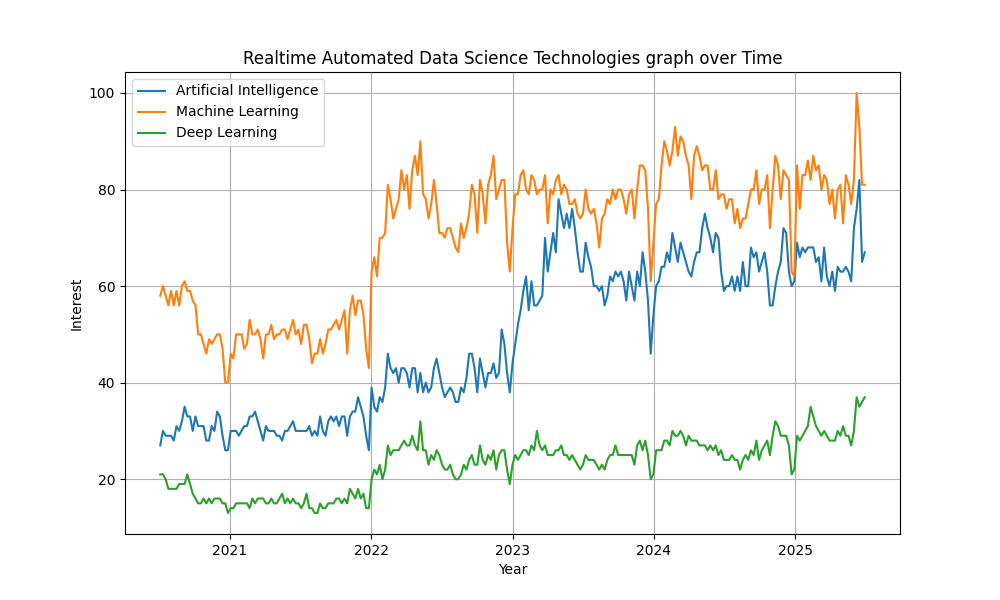 Realtime Automated Data Science Technologies graph over Time
Artificial Intelligence
Machine Learning
Deep Learning
100
80
60
40
20
Interest
2021 2022 2023 2024 2025
Year